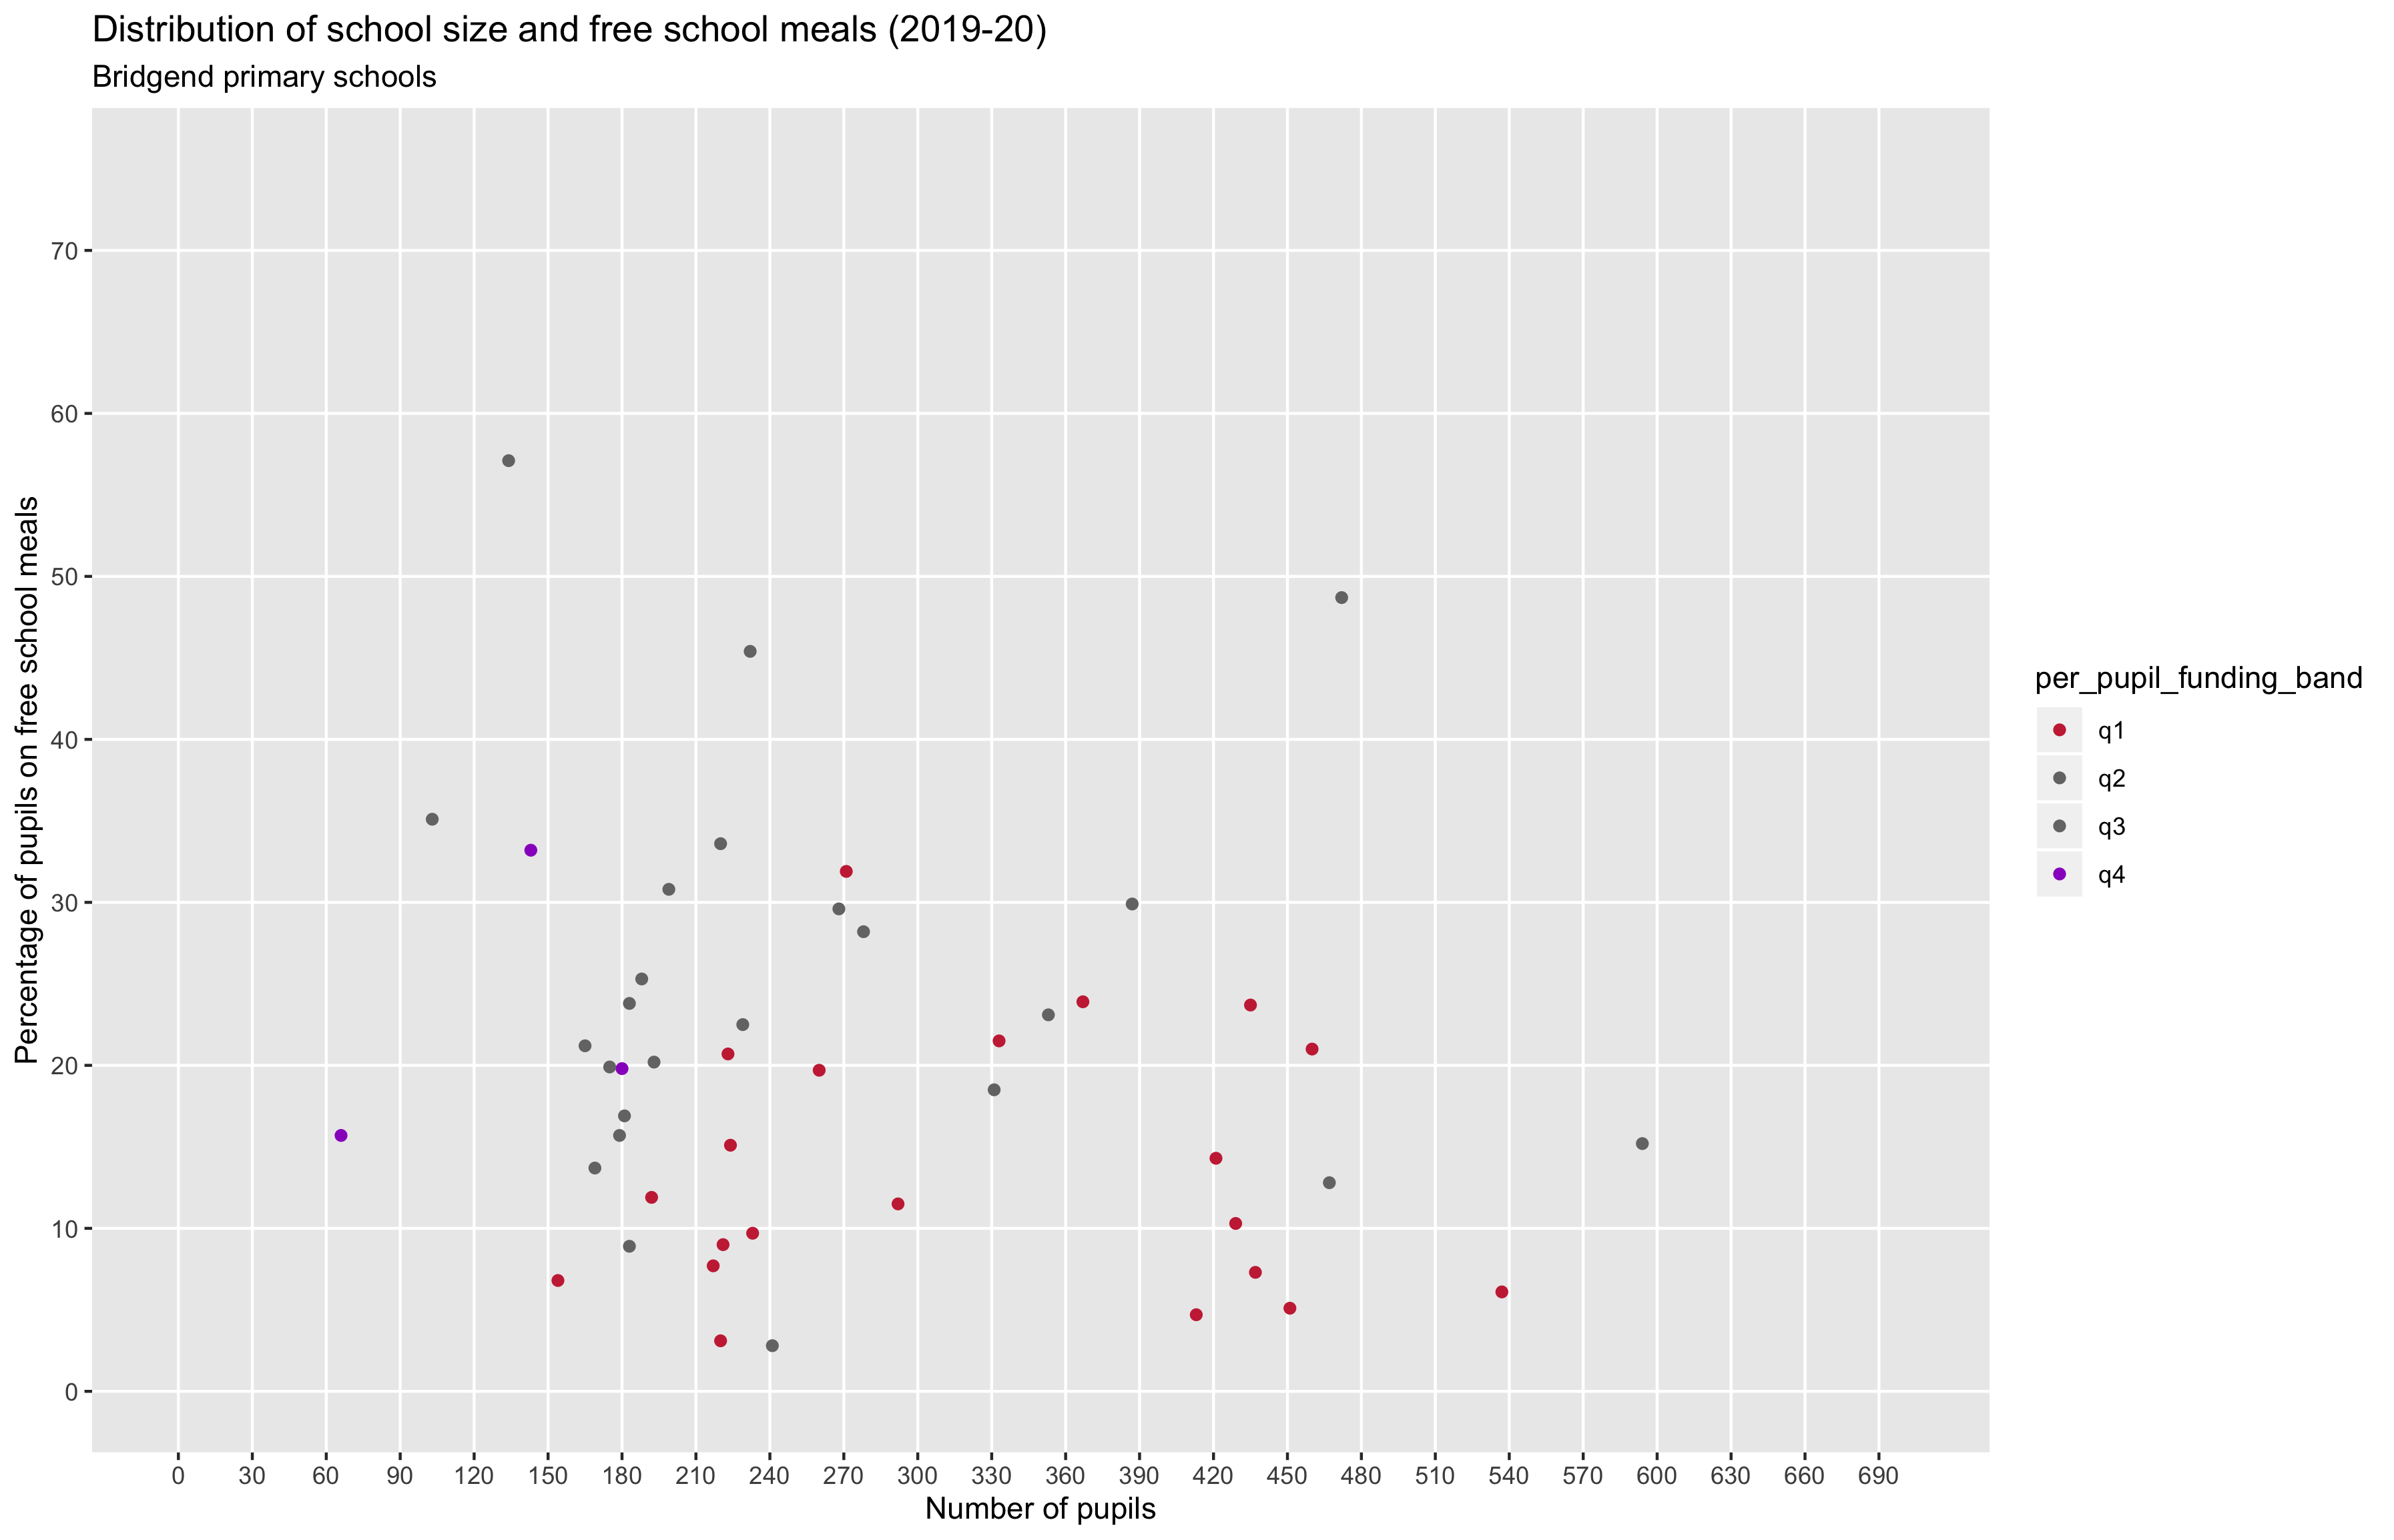 Distribution of school size and free school meals (2019-20)
Bridgend primary schools
Percentage of pupils on free school meals
70
60
50
40
30
20
10
0
0 30 60 90 120 150 180 210 240 270 300 330 360 390 420 450 480 510 540 570 600 630 660 690
Number of pupils
per_pupil_funding_band
q1
q2
q3
q4